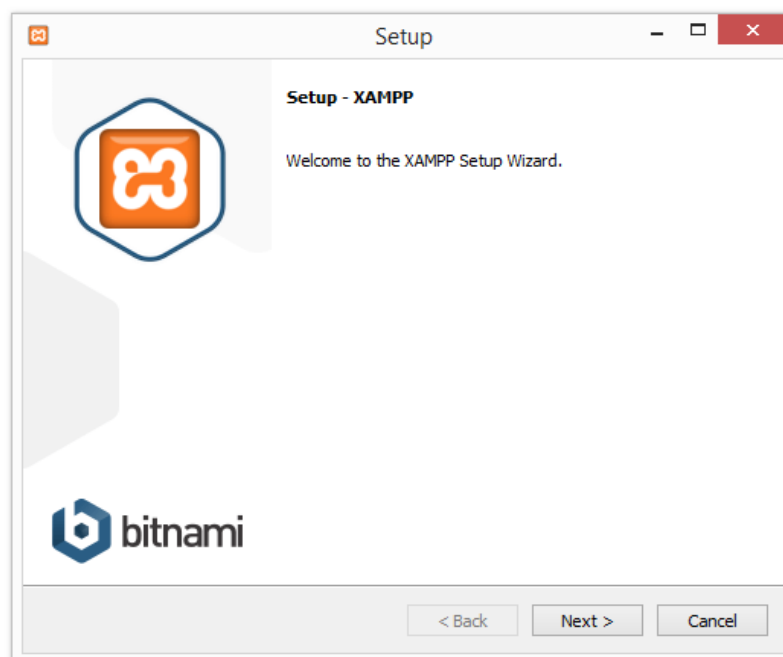 Setup
Setup - XAMPP
Welcome to the XAMPP Setup Wizard.
bitnami
< Back
Next >
Cancel